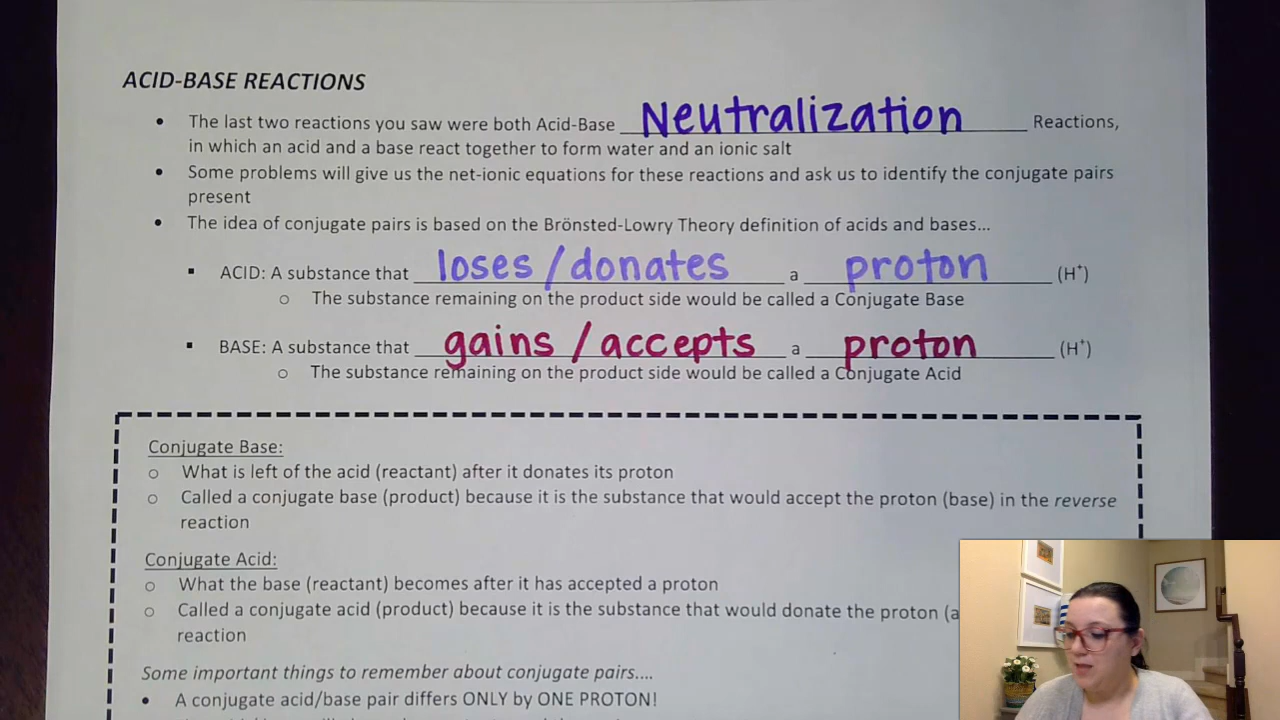 ACID-BASE REACTIONS
• The last two reactions you saw were both Acid-Base Neutralization Reactions,
in which an acid and a base react together to form water and an ionic salt
• Some problems will give us the net-ionic equations for these reactions and ask us to identify the conjugate pairs
present
• The idea of conjugate pairs is based on the Brönsted-Lowry Theory definition of acids and bases...
▪ ACID: A substance that loses / donates a proton (H⁺)
o The substance remaining on the product side would be called a Conjugate Base
▪ BASE: A substance that gains / accepts a proton (H⁺)
o The substance remaining on the product side would be called a Conjugate Acid
Conjugate Base:
o What is left of the acid (reactant) after it donates its proton
o Called a conjugate base (product) because it is the substance that would accept the proton (base) in the reverse
reaction
Conjugate Acid:
o What the base (reactant) becomes after it has accepted a proton
o Called a conjugate acid (product) because it is the substance that would donate the proton (a
reaction
Some important things to remember about conjugate pairs....
• A conjugate acid/base pair differs ONLY by ONE PROTON!